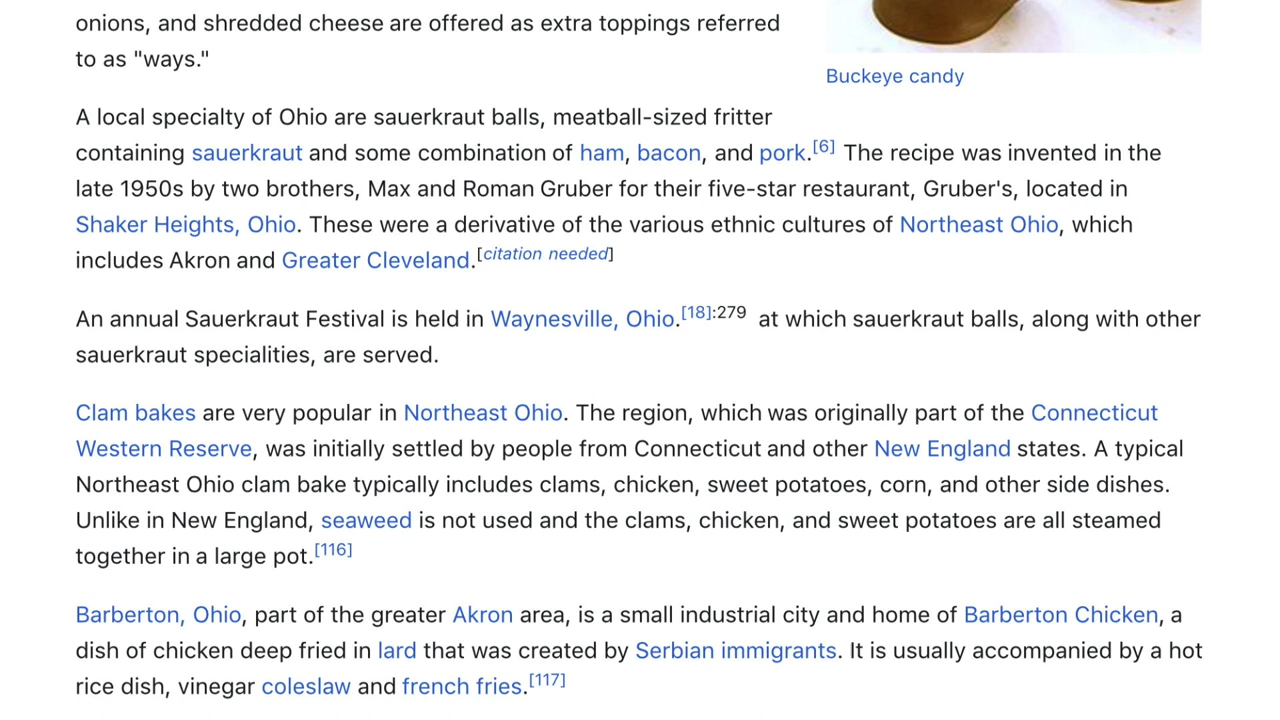 onions, and shredded cheese are offered as extra toppings referred
to as "ways."
Buckeye candy
A local specialty of Ohio are sauerkraut balls, meatball-sized fritter
containing sauerkraut and some combination of ham, bacon, and pork.[6] The recipe was invented in the
late 1950s by two brothers, Max and Roman Gruber for their five-star restaurant, Gruber's, located in
Shaker Heights, Ohio. These were a derivative of the various ethnic cultures of Northeast Ohio, which
includes Akron and Greater Cleveland.[citation needed]
An annual Sauerkraut Festival is held in Waynesville, Ohio.[18]:279 at which sauerkraut balls, along with other
sauerkraut specialities, are served.
Clam bakes are very popular in Northeast Ohio. The region, which was originally part of the Connecticut
Western Reserve, was initially settled by people from Connecticut and other New England states. A typical
Northeast Ohio clam bake typically includes clams, chicken, sweet potatoes, corn, and other side dishes.
Unlike in New England, seaweed is not used and the clams, chicken, and sweet potatoes are all steamed
together in a large pot.[116]
Barberton, Ohio, part of the greater Akron area, is a small industrial city and home of Barberton Chicken, a
dish of chicken deep fried in lard that was created by Serbian immigrants. It is usually accompanied by a hot
rice dish, vinegar coleslaw and french fries.[117]